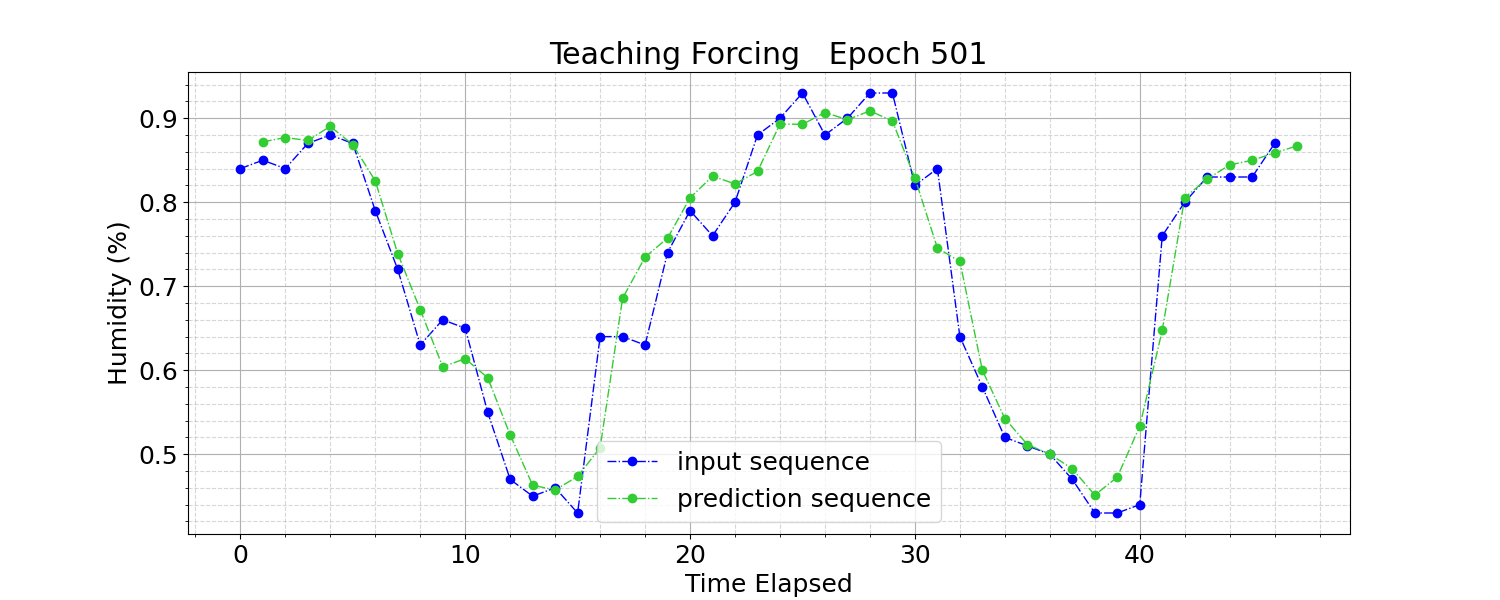 Teaching Forcing   Epoch 501
Humidity (%)
0.9
0.8
0.7
0.6
0.5
input sequence
prediction sequence
0 10 20 30 40
Time Elapsed